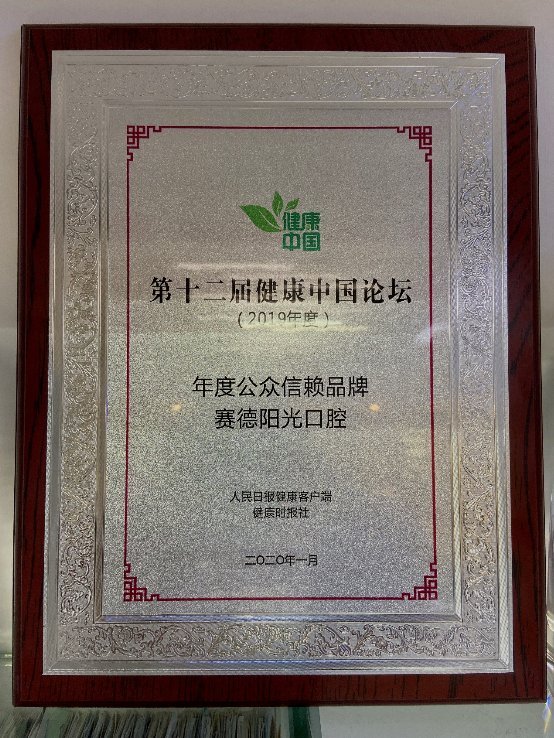 健康
中国
第十二届健康中国论坛
（2019年度）
年度公众信赖品牌
赛德阳光口腔
人民日报健康客户端
健康时报社
二〇二〇年一月